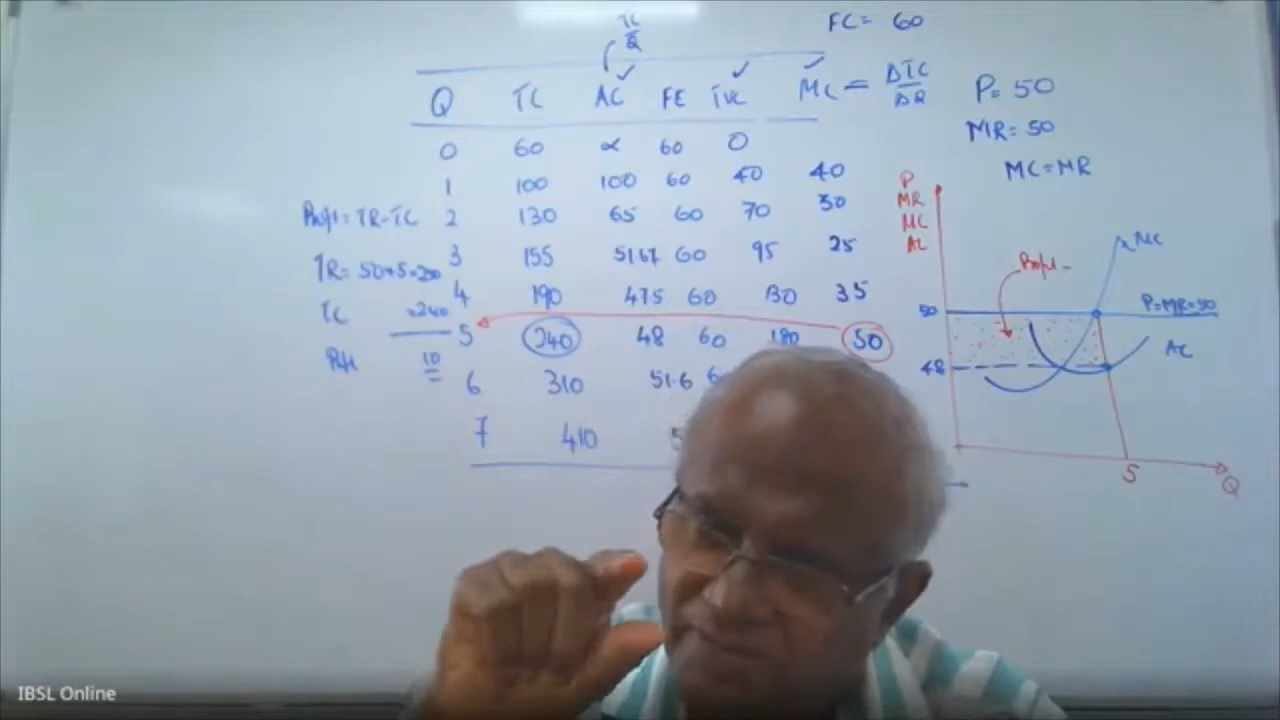 TC
Q
FC = 60
Q TC AC FE TVC MC = ΔTC
ΔQ
P= 50
MR = 50
MC = MR
0 60 α 60 0
1 100 100 60 40 40
Profit = TR-TC 2 130 65 60 70 30
3 155 51.67 60 95 25
TR = 50×5=250
4 190 47.5 60 130 35
TC =240
5 240 48 60 180 50
Profit 10
6 310 51.6 6
7 410 5
P
MR
MC
AC
MC
Profit
50 P=MR=50
AC
48
5 Q
IBSL Online